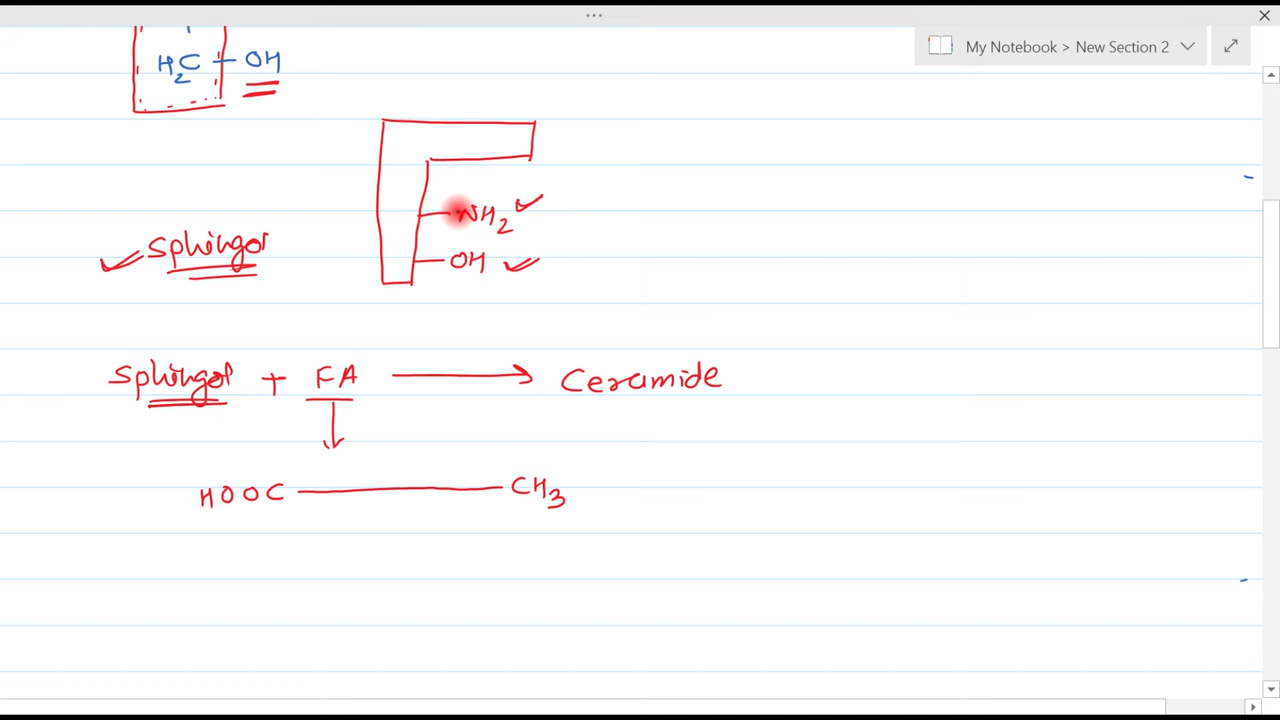 My Notebook > New Section 2
H₂C - OH
NH₂
Sphingol
OH
Sphingol + FA → Ceramide
HOOC — CH₃